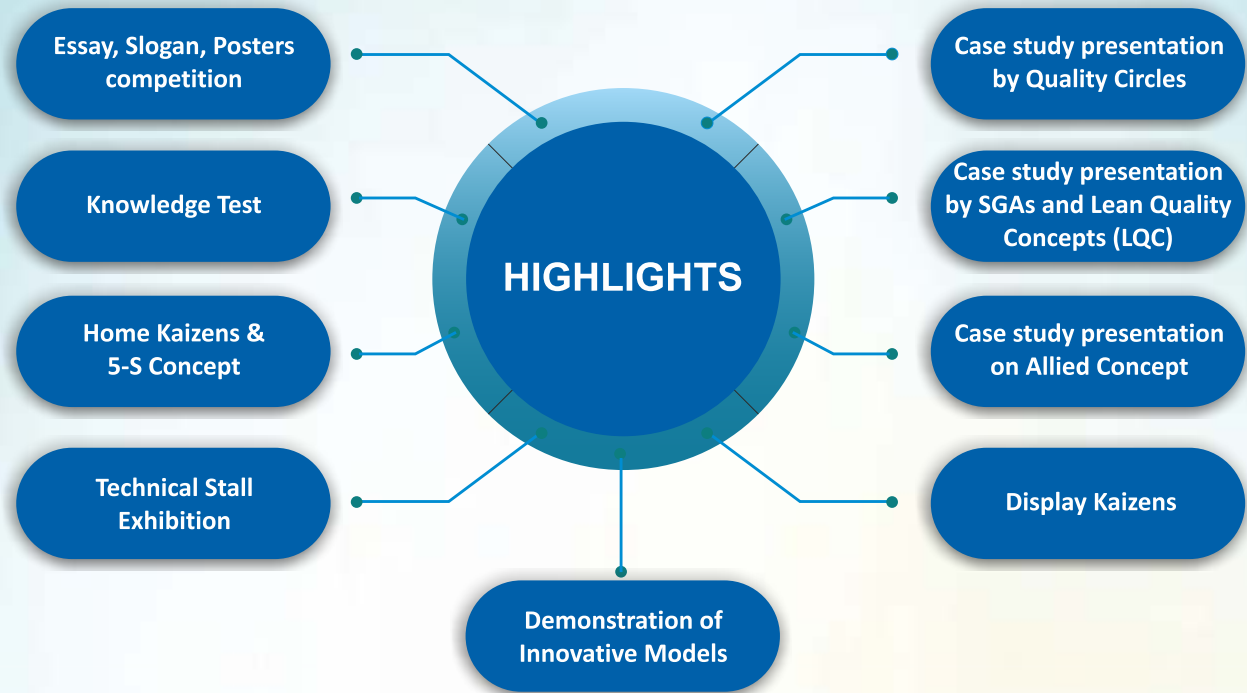 Essay, Slogan, Posters
competition
Knowledge Test
Home Kaizens &
5-S Concept
Technical Stall
Exhibition
HIGHLIGHTS
Case study presentation
by Quality Circles
Case study presentation
by SGAs and Lean Quality
Concepts (LQC)
Case study presentation
on Allied Concept
Display Kaizens
Demonstration of
Innovative Models